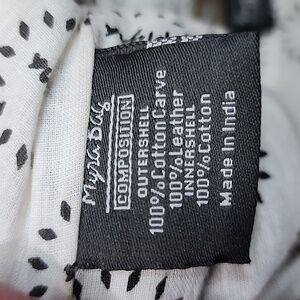 Myra Bag
COMPOSITION
OUTERSHELL
100%CottonCarve
100%Leather
INNERSHELL
100%Cotton
Made In India